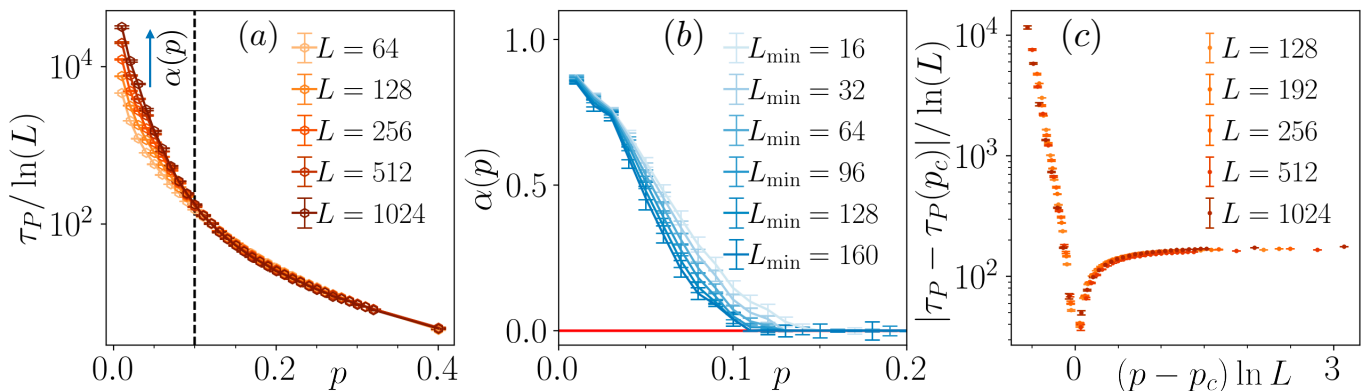 (a)
τ_P / ln(L)
10^4
10^2
α(p)
L = 64
L = 128
L = 256
L = 512
L = 1024
0.0
0.2
0.4
p
(b)
α(p)
1.0
0.5
0.0
L_min = 16
L_min = 32
L_min = 64
L_min = 96
L_min = 128
L_min = 160
0.0
0.1
0.2
p
(c)
|τ_P − τ_P(p_c)| / ln(L)
10^4
10^3
10^2
L = 128
L = 192
L = 256
L = 512
L = 1024
0
3
(p − p_c) ln L